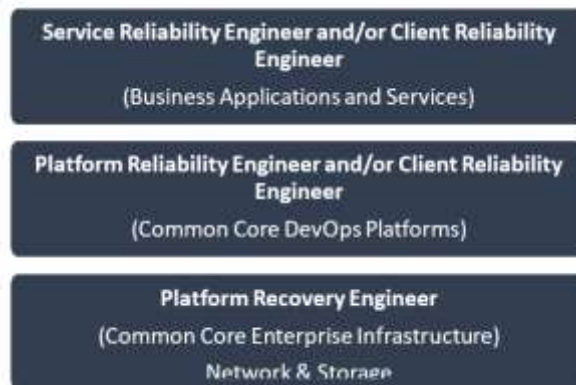 Service Reliability Engineer and/or Client Reliability
Engineer
(Business Applications and Services)
Platform Reliability Engineer and/or Client Reliability
Engineer
(Common Core DevOps Platforms)
Platform Recovery Engineer
(Common Core Enterprise Infrastructure)
Network & Storage